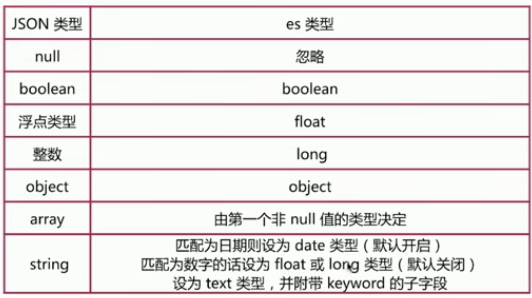 JSON 类型 es 类型
null 忽略
boolean boolean
浮点类型 float
整数 long
object object
array 由第一个非 null 值的类型决定
匹配为日期则设为 date 类型（默认开启）
string 匹配为数字的话设为 float 或 long 类型（默认关闭）
设为 text 类型，并附带 keyword 的子字段